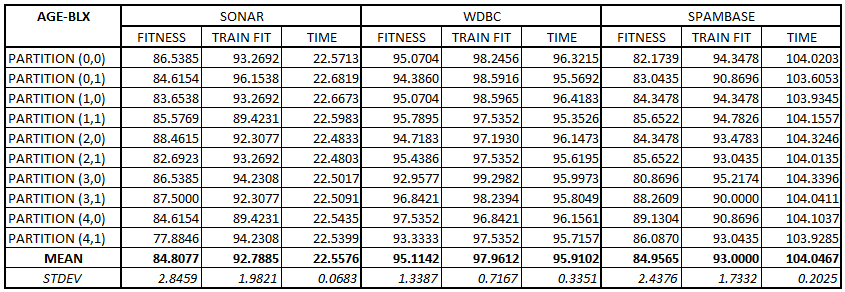 AGE-BLX SONAR WDBC SPAMBASE
FITNESS TRAIN FIT TIME FITNESS TRAIN FIT TIME FITNESS TRAIN FIT TIME
PARTITION (0,0) 86.5385 93.2692 22.5713 95.0704 98.2456 96.3215 82.1739 94.3478 104.0203
PARTITION (0,1) 84.6154 96.1538 22.6819 94.3860 98.5916 95.5692 83.0435 90.8696 103.6053
PARTITION (1,0) 83.6538 93.2692 22.6673 95.0704 98.5965 96.4183 84.3478 94.3478 103.9345
PARTITION (1,1) 85.5769 89.4231 22.5983 95.7895 97.5352 95.3526 85.6522 94.7826 104.1557
PARTITION (2,0) 88.4615 92.3077 22.4833 94.7183 97.1930 96.1473 84.3478 93.4783 104.3246
PARTITION (2,1) 82.6923 93.2692 22.4803 95.4386 97.5352 95.6195 85.6522 93.0435 104.0135
PARTITION (3,0) 86.5385 94.2308 22.5017 92.9577 99.2982 95.9973 80.8696 95.2174 104.3396
PARTITION (3,1) 87.5000 92.3077 22.5091 96.8421 98.2394 95.8049 88.2609 90.0000 104.0411
PARTITION (4,0) 84.6154 89.4231 22.5435 97.5352 96.8421 96.1561 89.1304 90.8696 104.1037
PARTITION (4,1) 77.8846 94.2308 22.5399 93.3333 97.5352 95.7157 86.0870 93.0435 103.9285
MEAN 84.8077 92.7885 22.5576 95.1142 97.9612 95.9102 84.9565 93.0000 104.0467
STDEV 2.8459 1.9821 0.0683 1.3387 0.7167 0.3351 2.4376 1.7332 0.2025